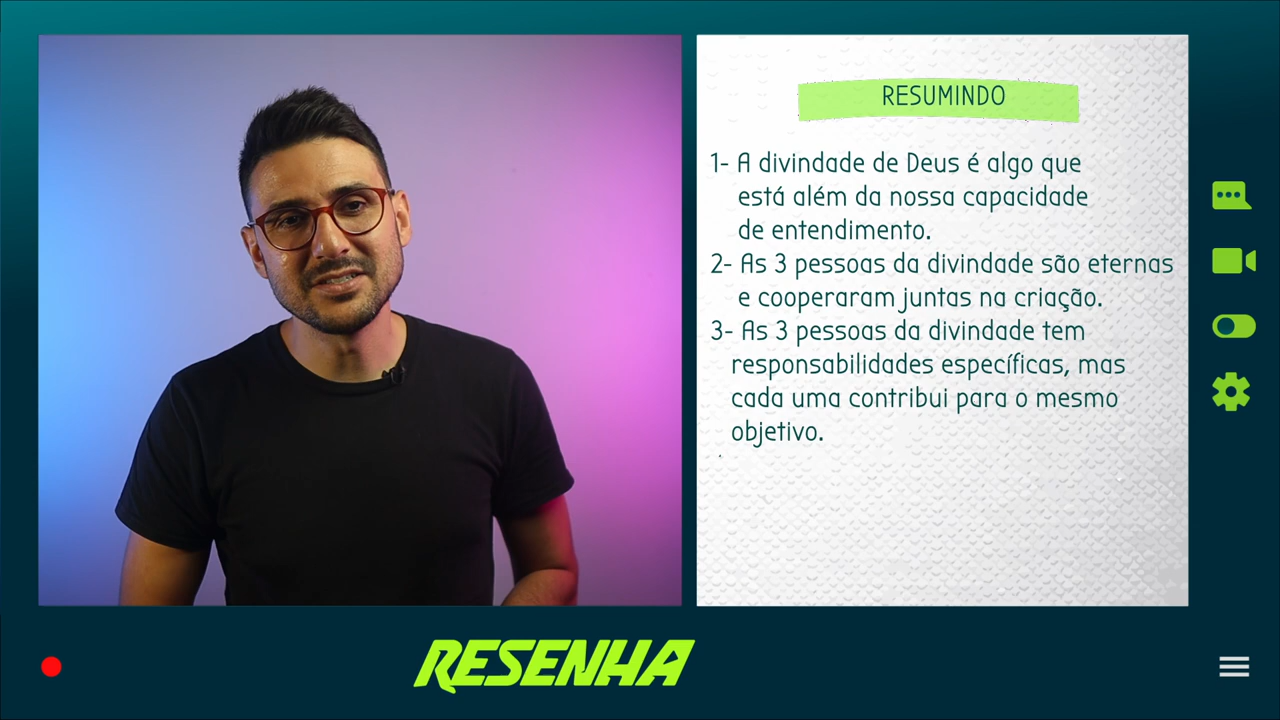 RESUMINDO
1- A divindade de Deus é algo que
está além da nossa capacidade
de entendimento.
2- As 3 pessoas da divindade são eternas
e cooperaram juntas na criação.
3- As 3 pessoas da divindade tem
responsabilidades específicas, mas
cada uma contribui para o mesmo
objetivo.
RESENHA